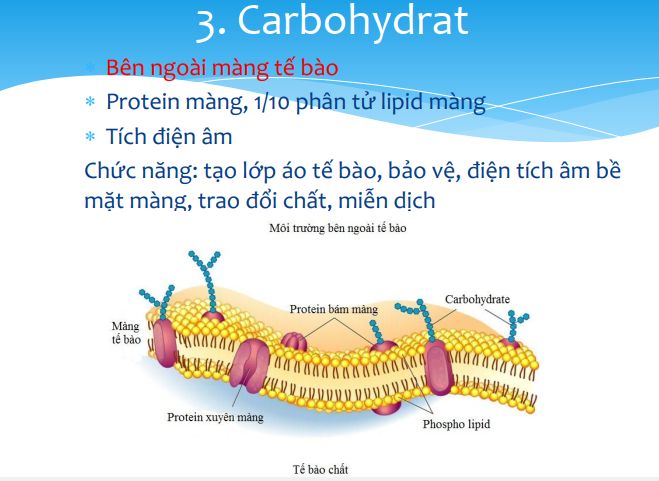 3. Carbohydrat
* Bên ngoài màng tế bào
* Protein màng, 1/10 phân tử lipid màng
* Tích điện âm
Chức năng: tạo lớp áo tế bào, bảo vệ, điện tích âm bề
mặt màng, trao đổi chất, miễn dịch
Môi trường bên ngoài tế bào
Carbohydrate
Protein bám màng
Màng
tế bào
Protein xuyên màng
Phospho lipid
Tế bào chất